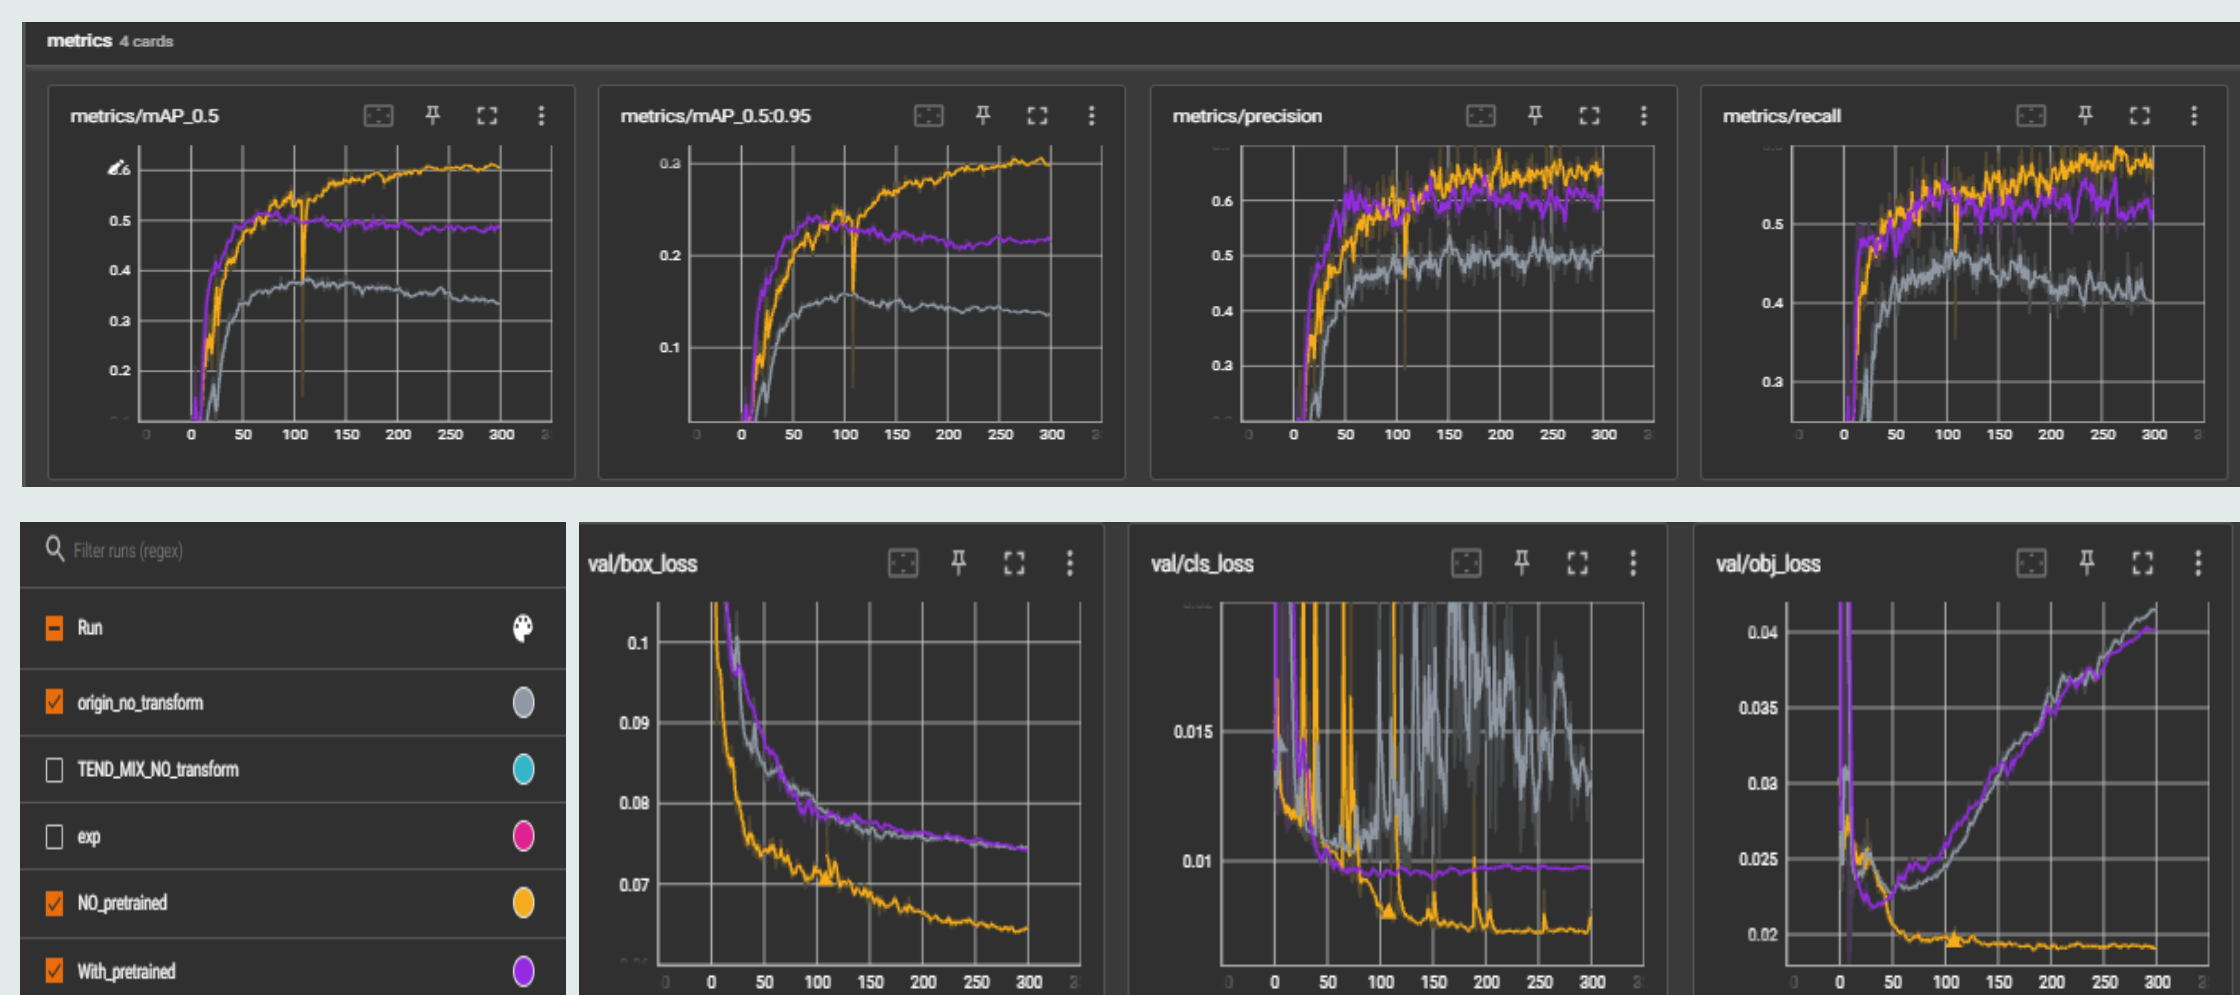 metrics 4 cards
metrics/mAP_0.5
0.6
0.5
0.4
0.3
0.2
0 50 100 150 200 250 300
metrics/mAP_0.5:0.95
0.3
0.2
0.1
0 50 100 150 200 250 300
metrics/precision
0.6
0.5
0.4
0.3
0 50 100 150 200 250 300
metrics/recall
0.5
0.4
0.3
0 50 100 150 200 250 300
Filter runs (regex)
Run
origin_no_transform
TEND_MIX_NO_transform
exp
NO_pretrained
With_pretrained
val/box_loss
0.1
0.09
0.08
0.07
0 50 100 150 200 250 300
val/cls_loss
0.015
0.01
0 50 100 150 200 250 300
val/obj_loss
0.04
0.035
0.03
0.025
0.02
0 50 100 150 200 250 300